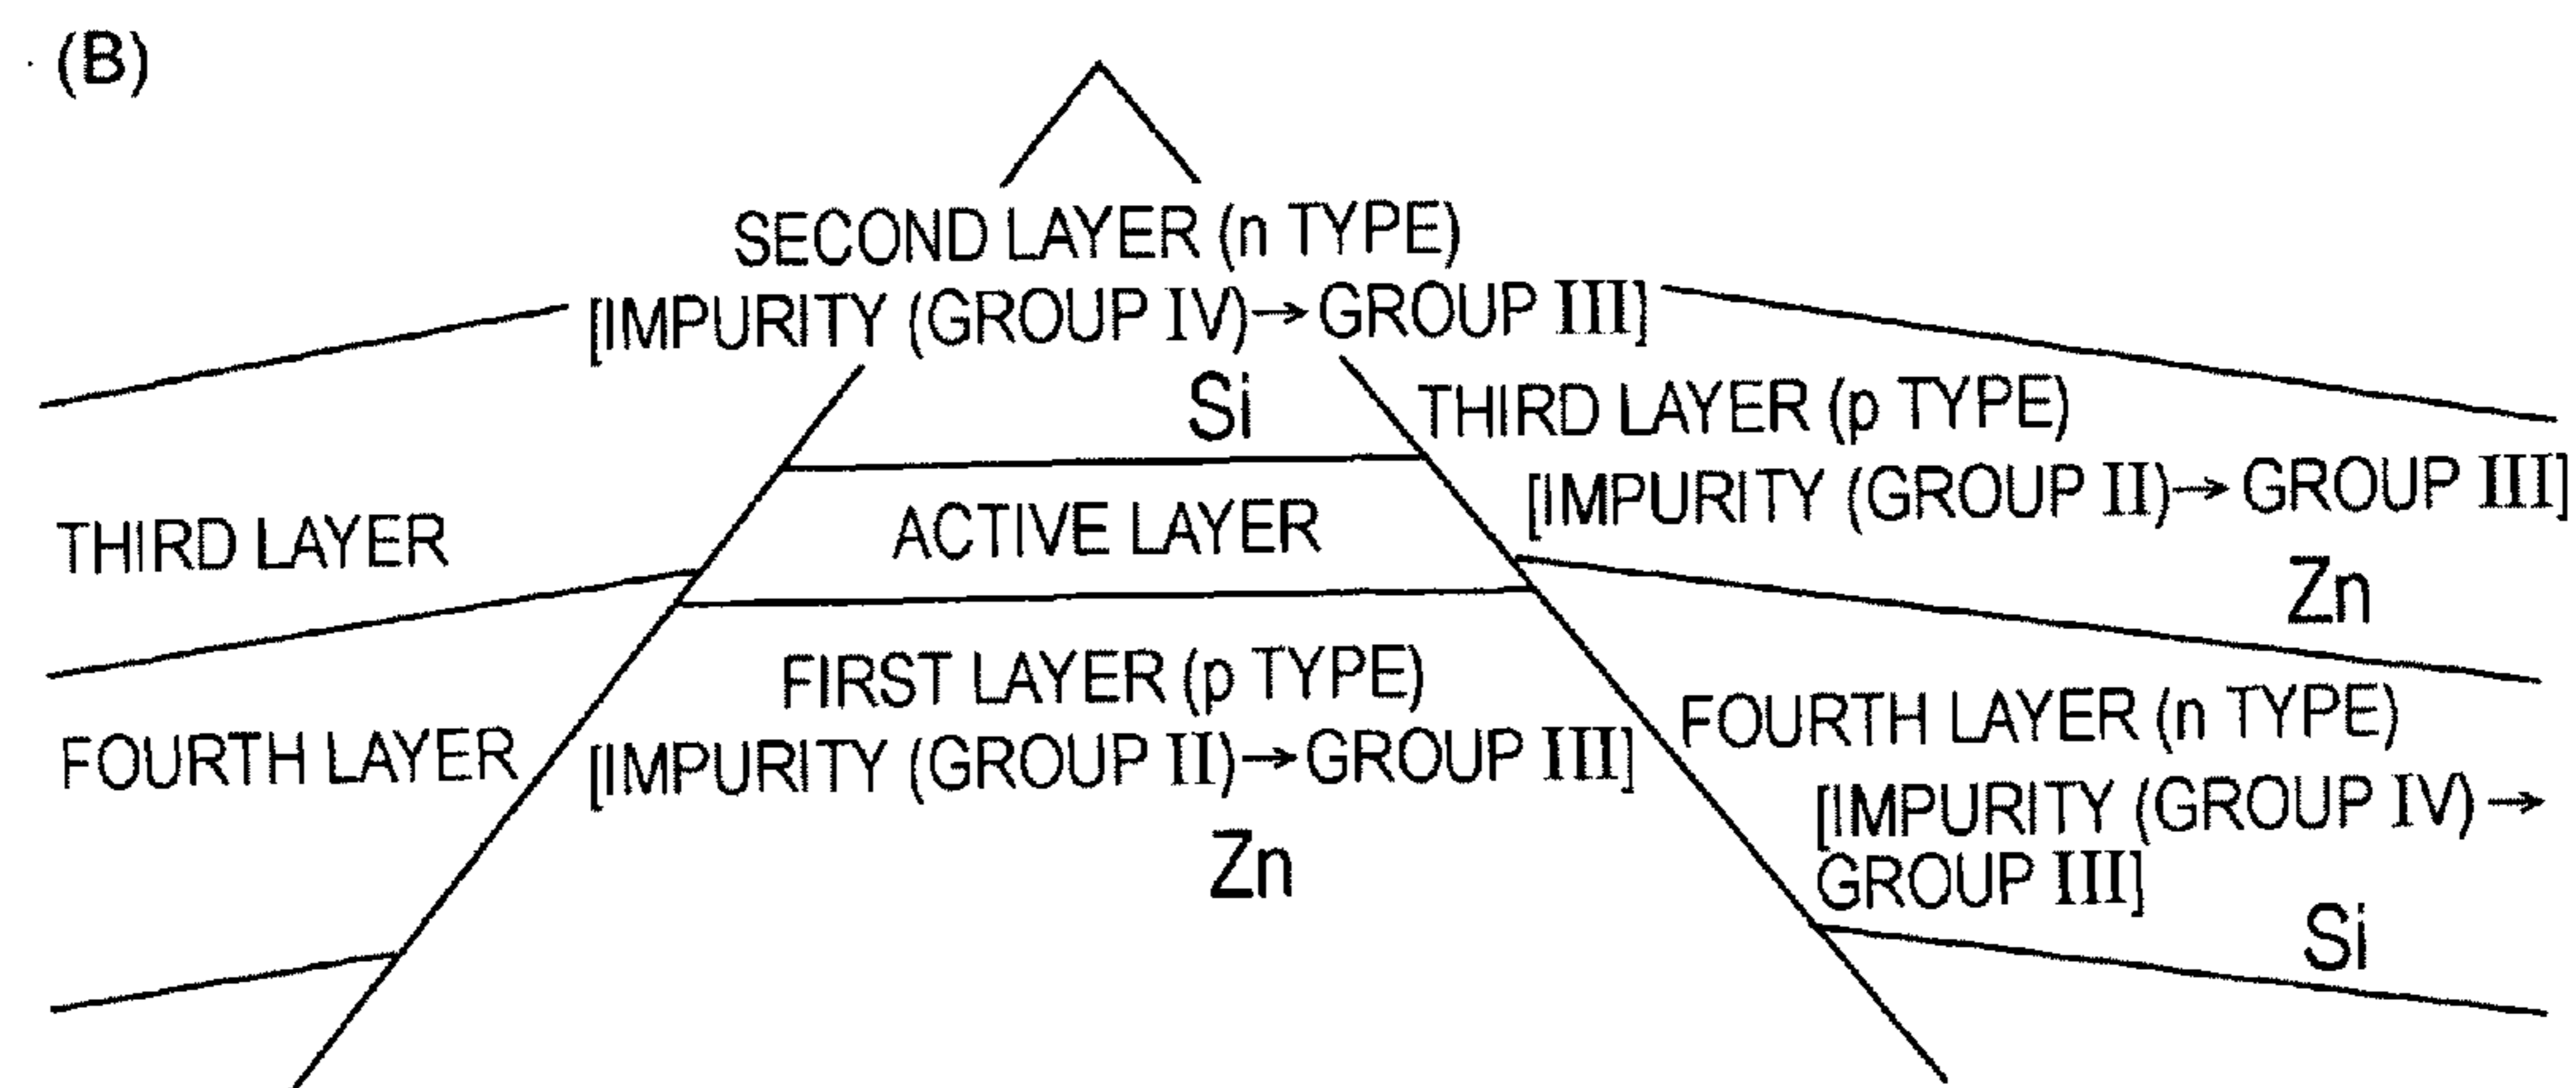 (B)
SECOND LAYER (n TYPE)
[IMPURITY (GROUP IV)→GROUP III]
Si
THIRD LAYER (p TYPE)
[IMPURITY (GROUP II)→GROUP III]
Zn
THIRD LAYER
ACTIVE LAYER
FIRST LAYER (p TYPE)
[IMPURITY (GROUP II)→GROUP III]
Zn
FOURTH LAYER
FOURTH LAYER (n TYPE)
[IMPURITY (GROUP IV)→
GROUP III]
Si